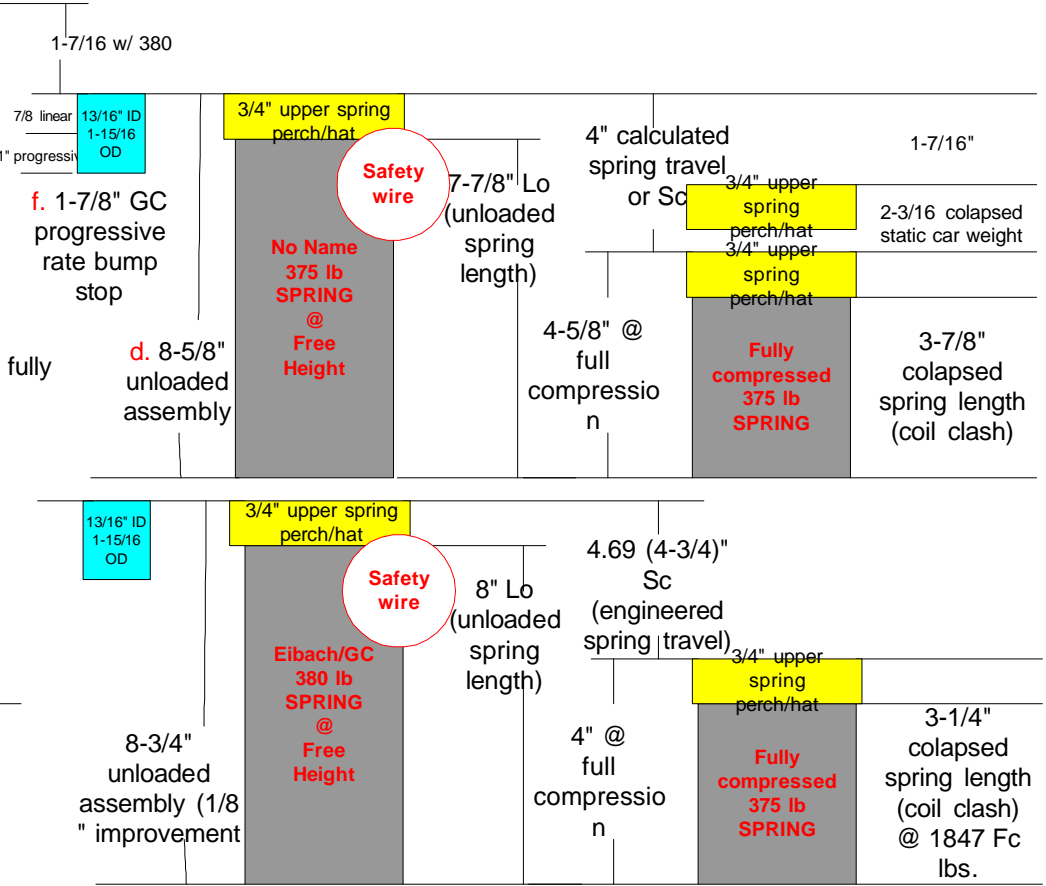 1-7/16 w/ 380
7/8 linear
13/16" ID
1-15/16
OD
1" progressiv
f. 1-7/8" GC
progressive
rate bump
stop
fully
d. 8-5/8"
unloaded
assembly
3/4" upper spring
perch/hat
Safety
wire
No Name
375 lb
SPRING
@
Free
Height
7-7/8" Lo
(unloaded
spring
length)
4" calculated
spring travel
or Sc
4-5/8" @
full
compressio
n
1-7/16"
3/4" upper
spring
perch/hat
2-3/16 colapsed
static car weight
3/4" upper
spring
perch/hat
Fully
compressed
375 lb
SPRING
3-7/8"
colapsed
spring length
(coil clash)
13/16" ID
1-15/16
OD
8-3/4"
unloaded
assembly (1/8
" improvement
3/4" upper spring
perch/hat
Safety
wire
Eibach/GC
380 lb
SPRING
@
Free
Height
8" Lo
(unloaded
spring
length)
4.69 (4-3/4)"
Sc
(engineered
spring travel)
4" @
full
compressio
n
3/4" upper
spring
perch/hat
Fully
compressed
375 lb
SPRING
3-1/4"
colapsed
spring length
(coil clash)
@ 1847 Fc
lbs.